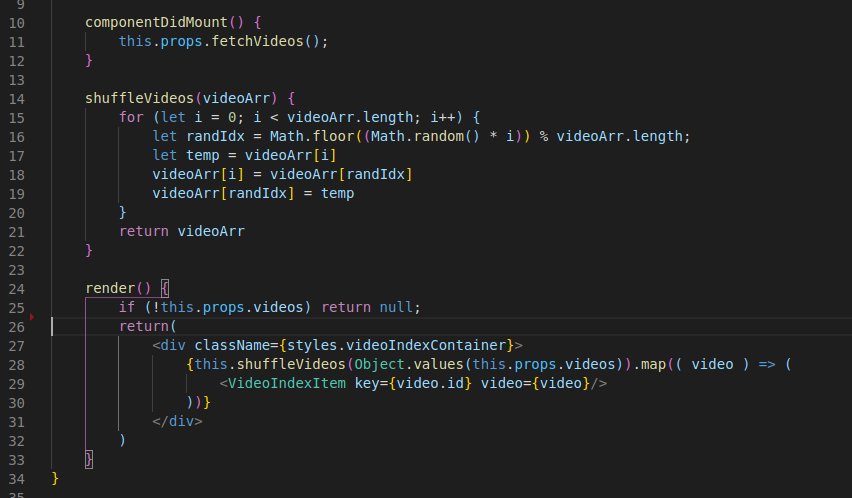 9
10 componentDidMount() {
11 this.props.fetchVideos();
12 }
13
14 shuffleVideos(videoArr) {
15 for (let i = 0; i < videoArr.length; i++) {
16 let randIdx = Math.floor((Math.random() * i)) % videoArr.length;
17 let temp = videoArr[i]
18 videoArr[i] = videoArr[randIdx]
19 videoArr[randIdx] = temp
20 }
21 return videoArr
22 }
23
24 render() {
25 if (!this.props.videos) return null;
26 return(
27 <div className={styles.videoIndexContainer}>
28 {this.shuffleVideos(Object.values(this.props.videos)).map(( video ) => (
29 <VideoIndexItem key={video.id} video={video}/>
30 ))}
31 </div>
32 )
33 }
34 }
35